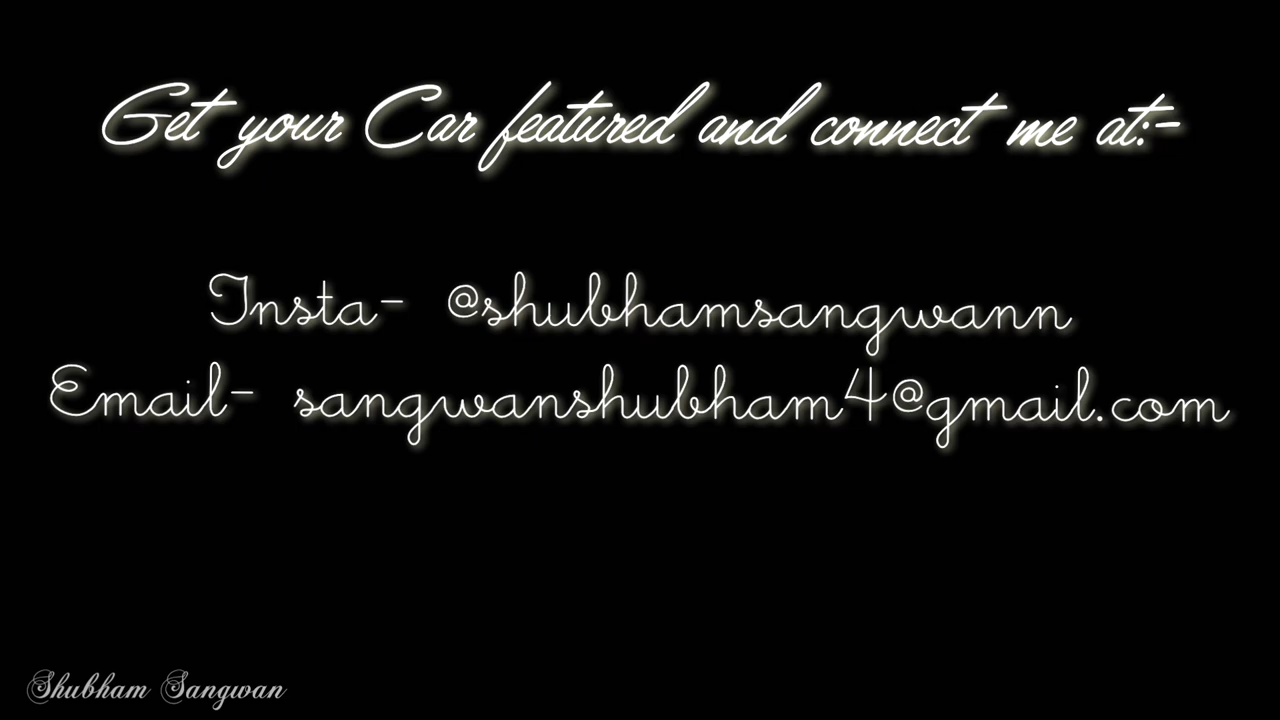 Get your Car featured and connect me at:-
Insta- @shubhamsangwann
Email- sangwanshubham4@gmail.com
Shubham Sangwan